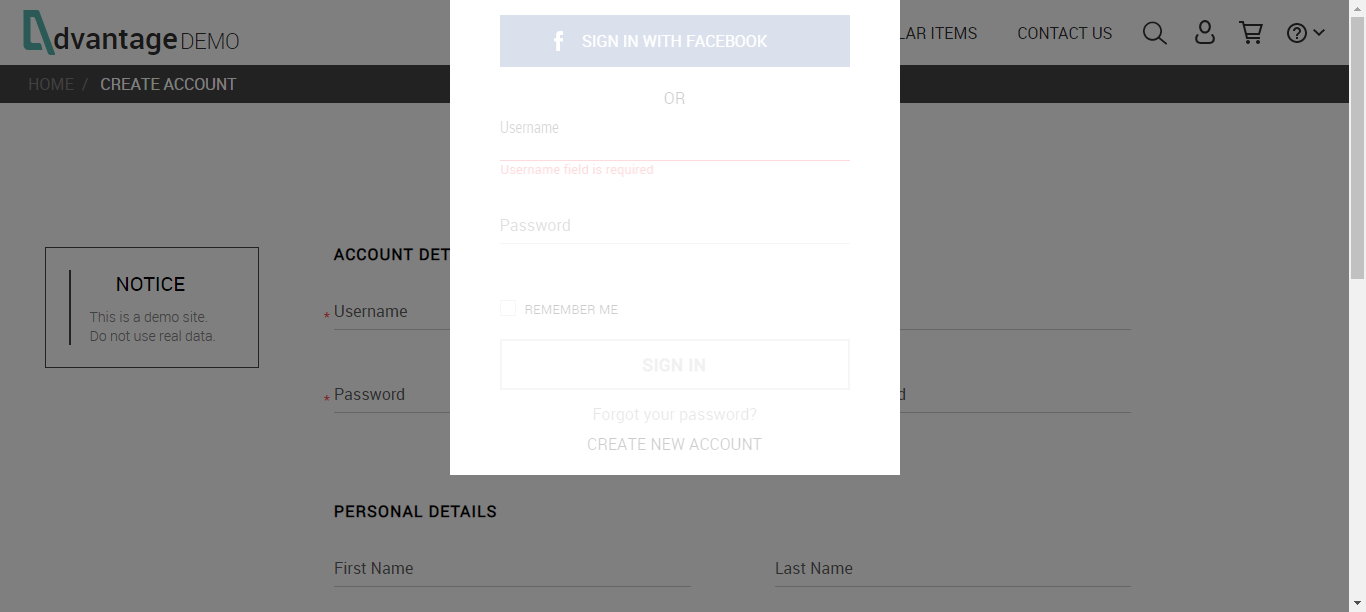 dvantage DEMO
LAR ITEMS
CONTACT US
HOME / CREATE ACCOUNT
SIGN IN WITH FACEBOOK
OR
Username
Username field is required
Password
REMEMBER ME
SIGN IN
Forgot your password?
CREATE NEW ACCOUNT
NOTICE
This is a demo site.
Do not use real data.
ACCOUNT DET
* Username
* Password
d
PERSONAL DETAILS
First Name
Last Name